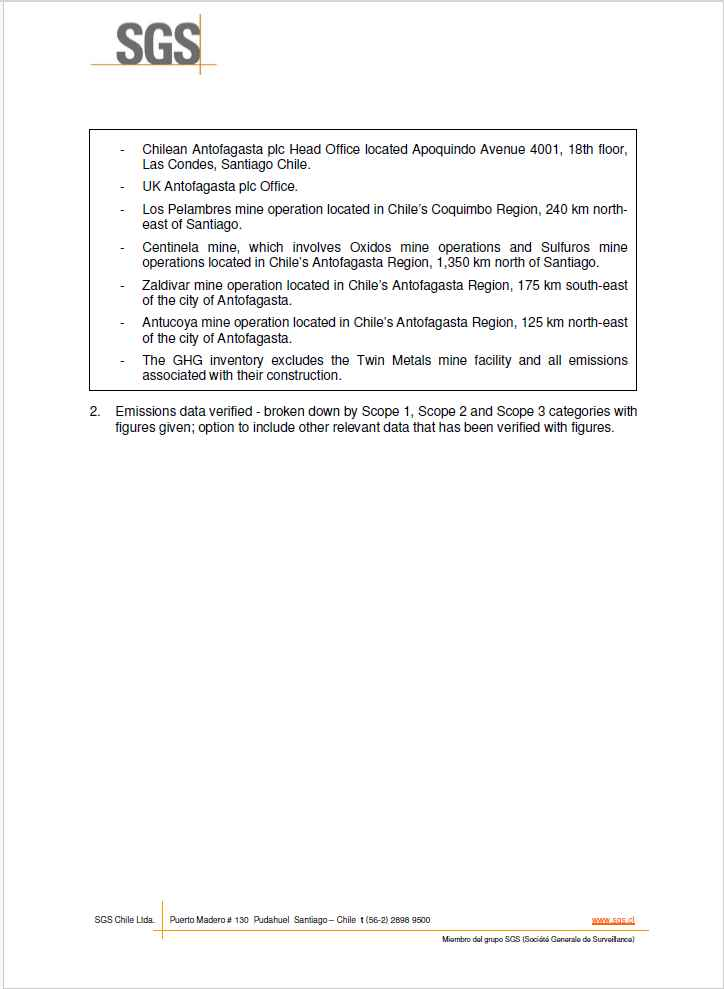 SGS
- Chilean Antofagasta plc Head Office located Apoquindo Avenue 4001, 18th floor,
Las Condes, Santiago Chile.
- UK Antofagasta plc Office.
- Los Pelambres mine operation located in Chile's Coquimbo Region, 240 km north-
east of Santiago.
- Centinela mine, which involves Oxidos mine operations and Sulfuros mine
operations located in Chile's Antofagasta Region, 1,350 km north of Santiago.
- Zaldivar mine operation located in Chile's Antofagasta Region, 175 km south-east
of the city of Antofagasta.
- Antucoya mine operation located in Chile's Antofagasta Region, 125 km north-east
of the city of Antofagasta.
- The GHG inventory excludes the Twin Metals mine facility and all emissions
associated with their construction.
2. Emissions data verified - broken down by Scope 1, Scope 2 and Scope 3 categories with
figures given; option to include other relevant data that has been verified with figures.
SGS Chile Ltda. Puerto Madero # 130 Pudahuel Santiago – Chile t (56-2) 2898 9500 www.sgs.cl
Miembro del grupo SGS (Société Generale de Surveillance)